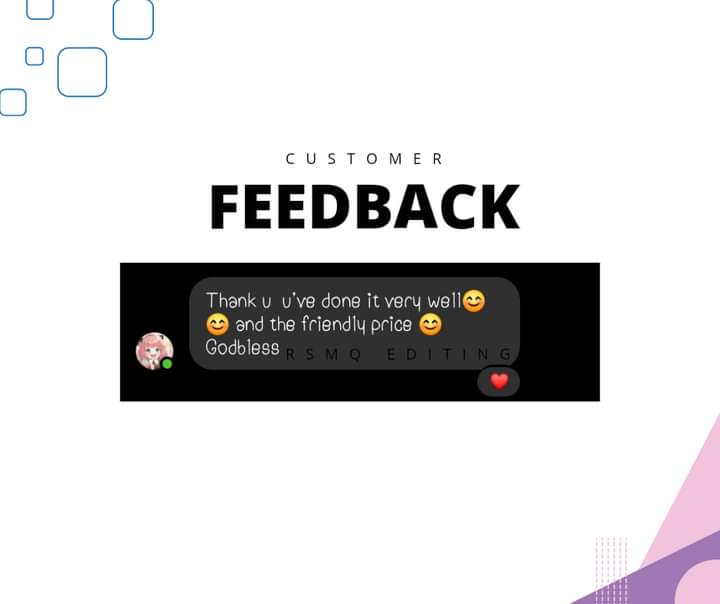 CUSTOMER
FEEDBACK
Thank u u've done it very well😊
😊 and the friendly price 😊
Godbless
RSMQ EDITING